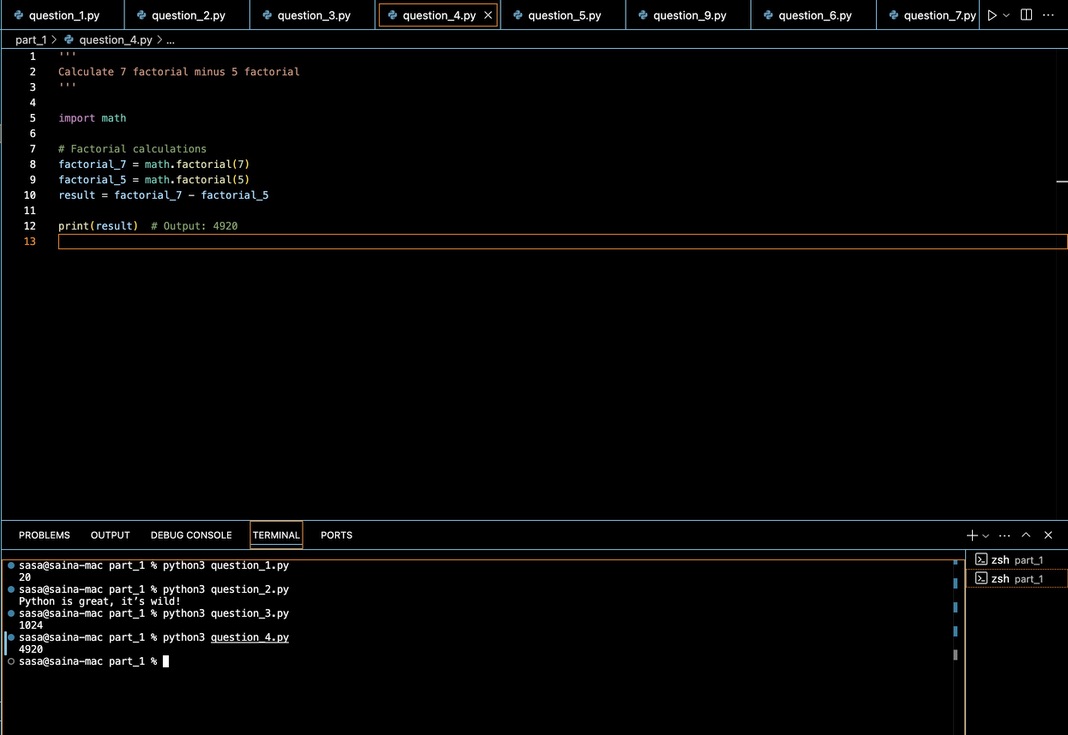 question_1.py question_2.py question_3.py question_4.py question_5.py question_9.py question_6.py question_7.py
part_1 > question_4.py > ...
1 '''
2 Calculate 7 factorial minus 5 factorial
3 '''
4
5 import math
6
7 # Factorial calculations
8 factorial_7 = math.factorial(7)
9 factorial_5 = math.factorial(5)
10 result = factorial_7 - factorial_5
11
12 print(result)  # Output: 4920
13
PROBLEMS OUTPUT DEBUG CONSOLE TERMINAL PORTS
sasa@saina-mac part_1 % python3 question_1.py
20
sasa@saina-mac part_1 % python3 question_2.py
Python is great, it’s wild!
sasa@saina-mac part_1 % python3 question_3.py
1024
sasa@saina-mac part_1 % python3 question_4.py
4920
sasa@saina-mac part_1 %
zsh part_1
zsh part_1